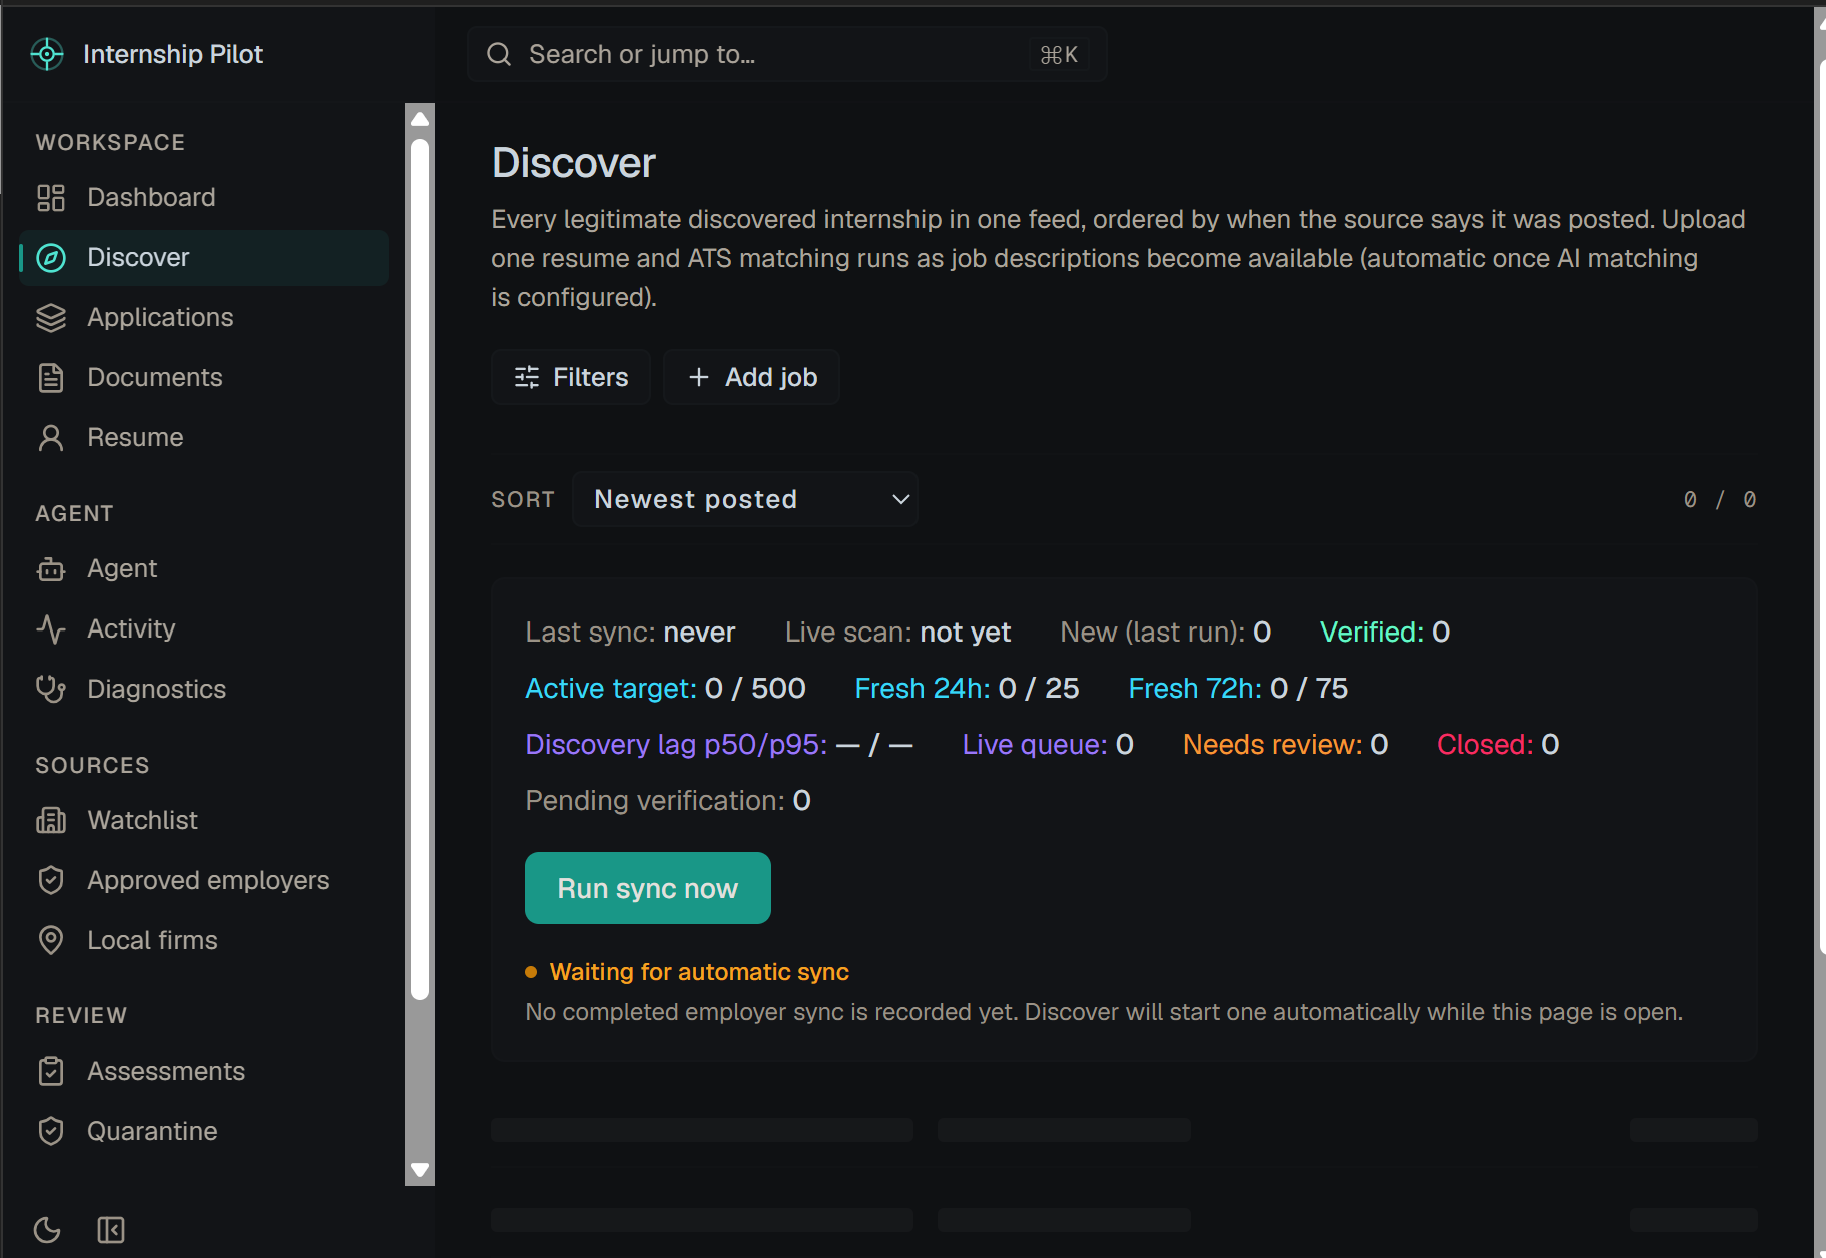 Internship Pilot
Search or jump to...
⌘K
WORKSPACE
Dashboard
Discover
Applications
Documents
Resume
AGENT
Agent
Activity
Diagnostics
SOURCES
Watchlist
Approved employers
Local firms
REVIEW
Assessments
Quarantine
Discover
Every legitimate discovered internship in one feed, ordered by when the source says it was posted. Upload
one resume and ATS matching runs as job descriptions become available (automatic once AI matching
is configured).
Filters
Add job
SORT
Newest posted
0 / 0
Last sync: never Live scan: not yet New (last run): 0 Verified: 0
Active target: 0 / 500 Fresh 24h: 0 / 25 Fresh 72h: 0 / 75
Discovery lag p50/p95: — / — Live queue: 0 Needs review: 0 Closed: 0
Pending verification: 0
Run sync now
Waiting for automatic sync
No completed employer sync is recorded yet. Discover will start one automatically while this page is open.